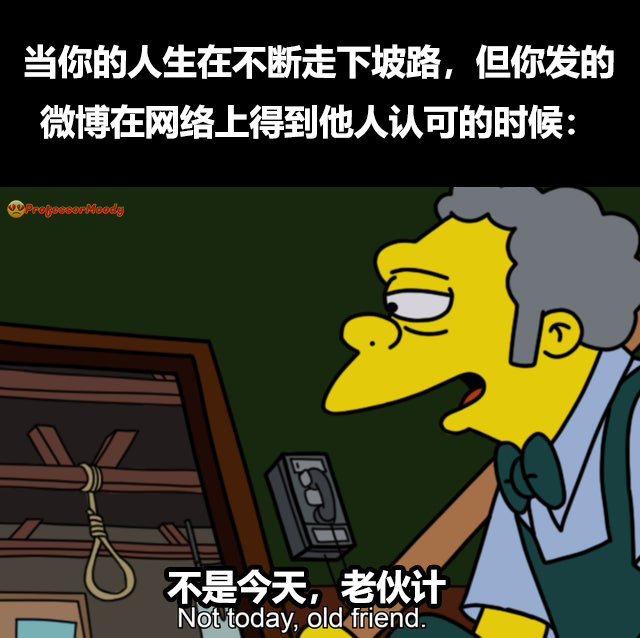 当你的人生在不断走下坡路，但你发的
微博在网络上得到他人认可的时候：
ProfessorMoody
不是今天，老伙计
Not today, old friend.